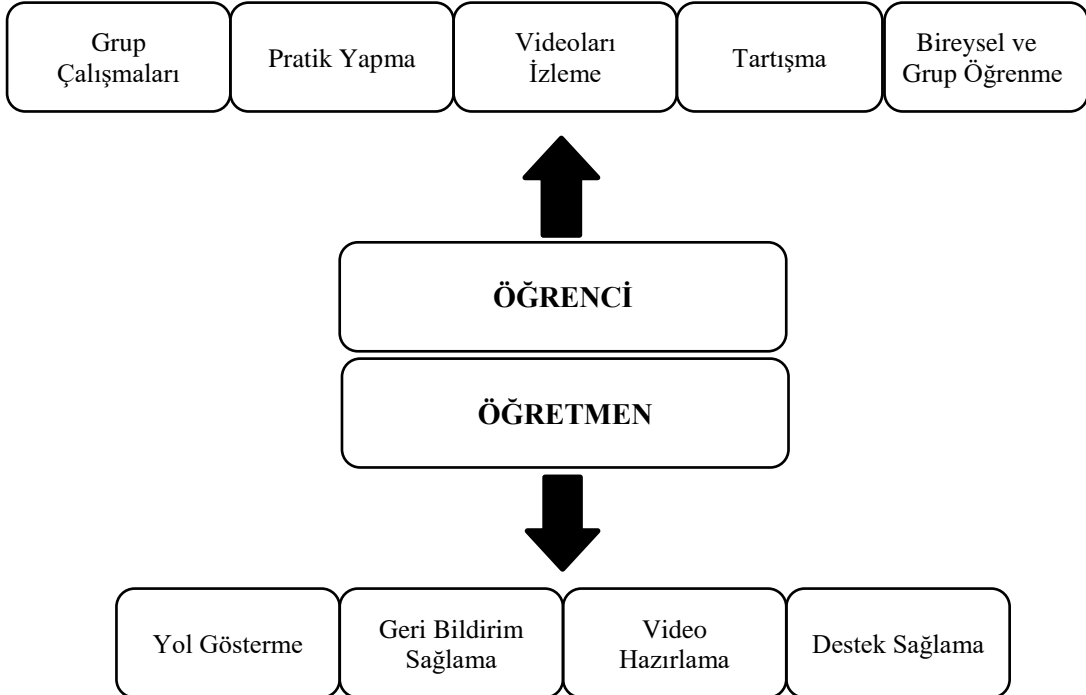 Grup
Çalışmaları
Pratik Yapma
Videoları
İzleme
Tartışma
Bireysel ve
Grup Öğrenme
ÖĞRENCİ
ÖĞRETMEN
Yol Gösterme
Geri Bildirim
Sağlama
Video
Hazırlama
Destek Sağlama